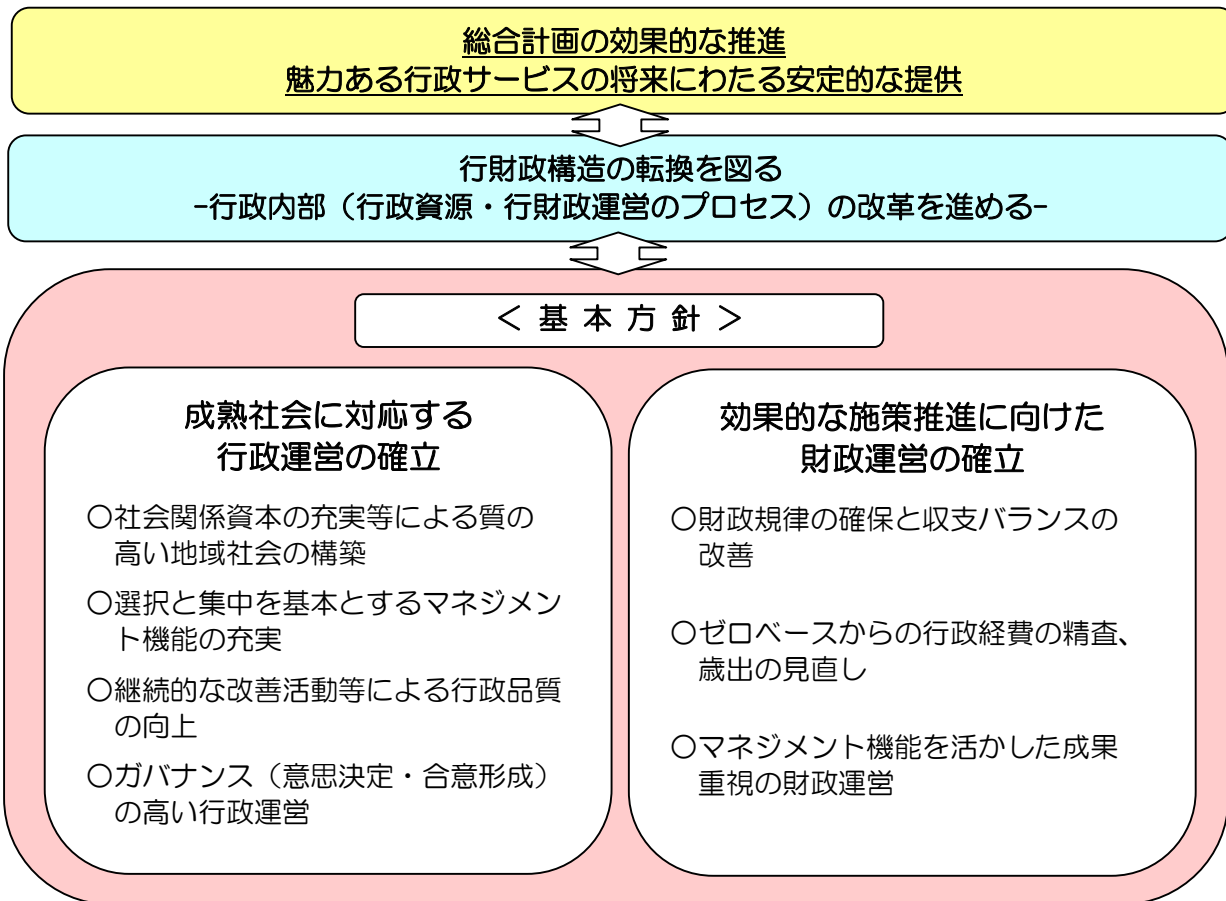 総合計画の効果的な推進
魅力ある行政サービスの将来にわたる安定的な提供
行財政構造の転換を図る
-行政内部（行政資源・行財政運営のプロセス）の改革を進める-
＜ 基 本 方 針 ＞
成熟社会に対応する
行政運営の確立
〇社会関係資本の充実等による質の
高い地域社会の構築
〇選択と集中を基本とするマネジメン
ト機能の充実
〇継続的な改善活動等による行政品質
の向上
〇ガバナンス（意思決定・合意形成）
の高い行政運営
効果的な施策推進に向けた
財政運営の確立
〇財政規律の確保と収支バランスの
改善
〇ゼロベースからの行政経費の精査、
歳出の見直し
〇マネジメント機能を活かした成果
重視の財政運営